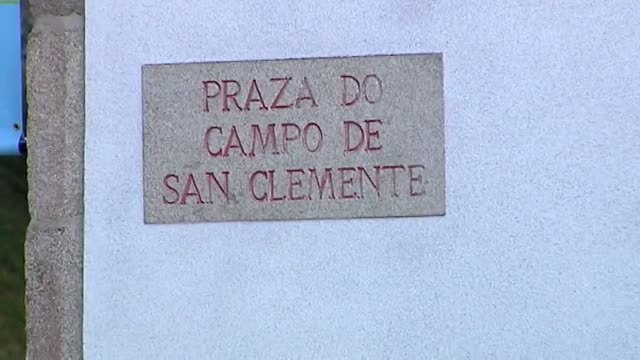 PRAZA DO
CAMPO DE
SAN CLEMENTE